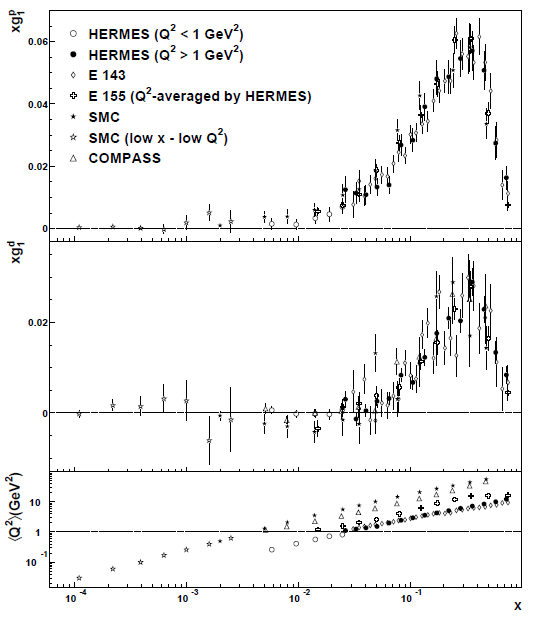 xg₁ᵖ
0.06
0.04
0.02
0
HERMES (Q² < 1 GeV²)
HERMES (Q² > 1 GeV²)
E 143
E 155 (Q²-averaged by HERMES)
SMC
SMC (low x - low Q²)
COMPASS
xg₁ᵈ
0.02
0
⟨Q²⟩(GeV²)
10
1
10⁻¹
10⁻⁴
10⁻³
10⁻²
10⁻¹
x